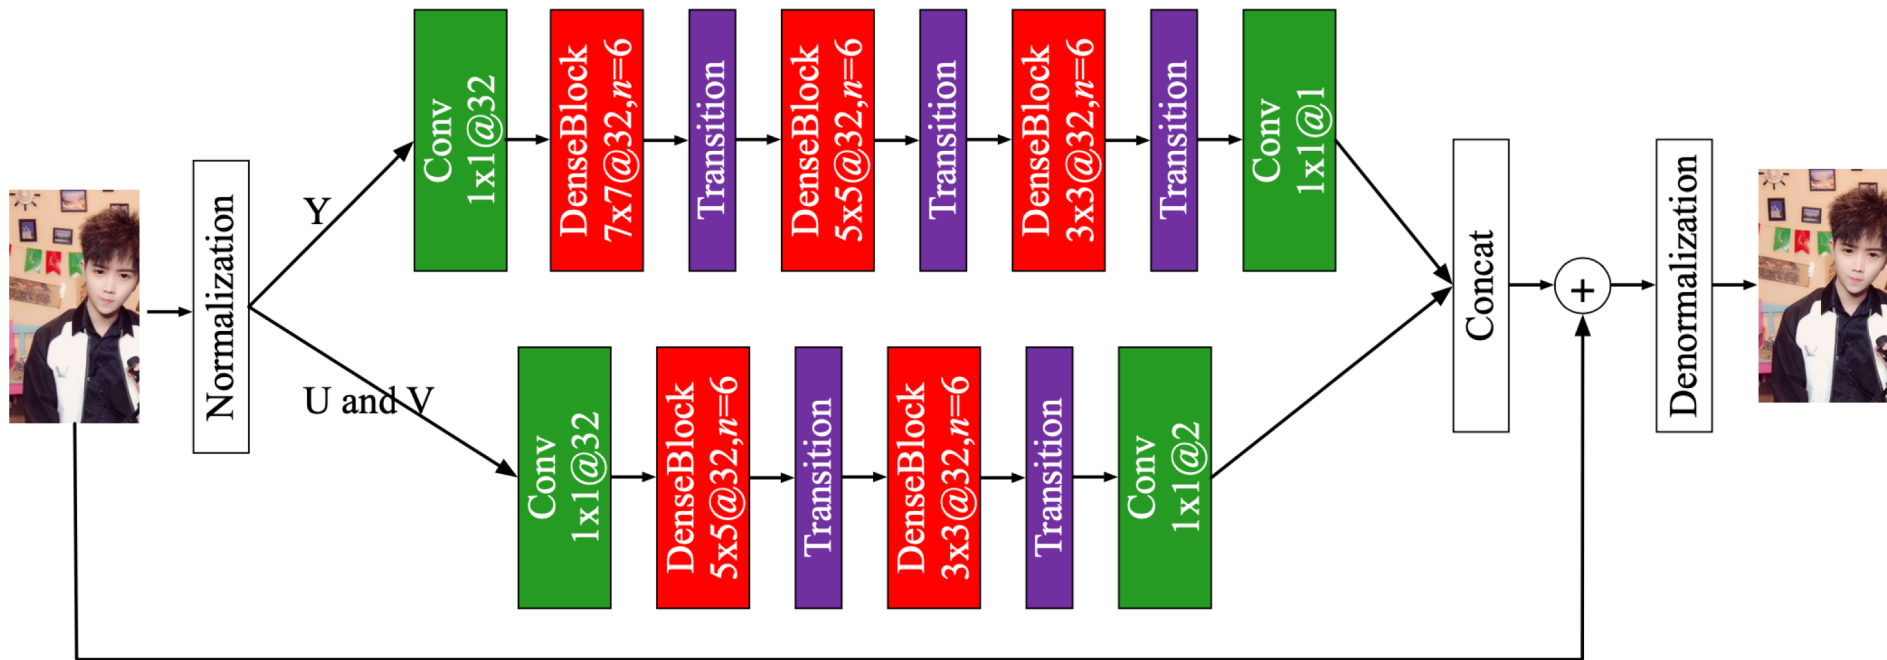 Normalization
Y
Conv
1x1@32
DenseBlock
7x7@32,n=6
Transition
DenseBlock
5x5@32,n=6
Transition
DenseBlock
3x3@32,n=6
Transition
Conv
1x1@1
U and V
Conv
1x1@32
DenseBlock
5x5@32,n=6
Transition
DenseBlock
3x3@32,n=6
Transition
Conv
1x1@2
Concat
+
Denormalization